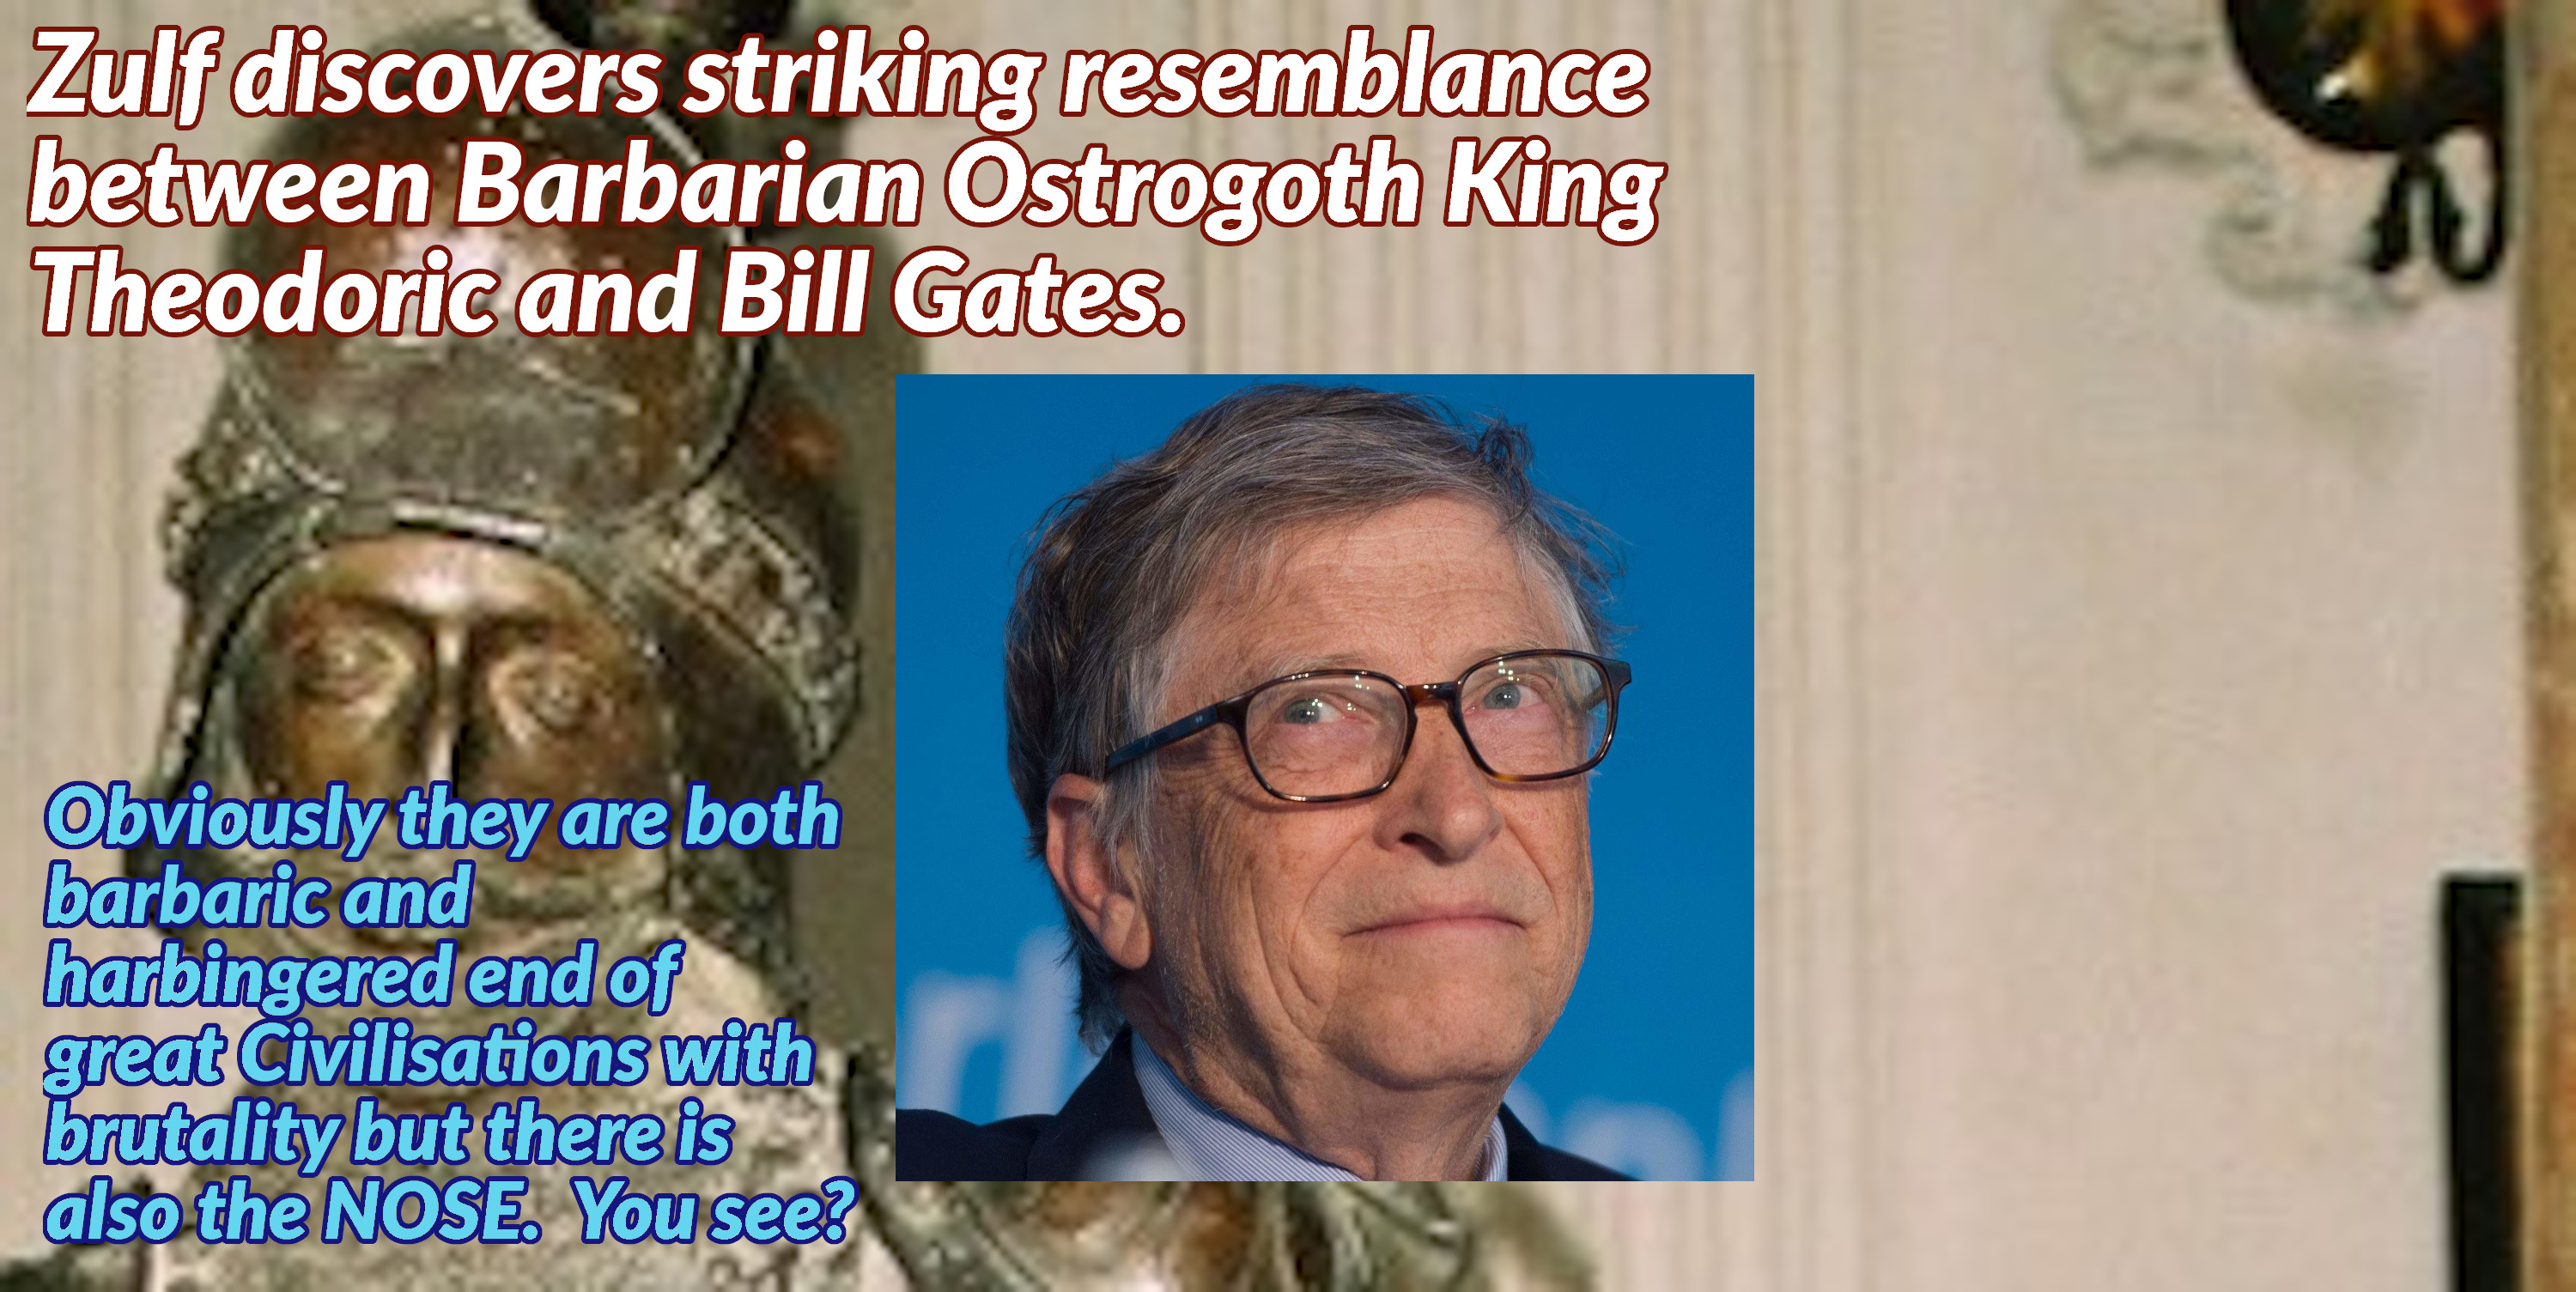 Zulf discovers striking resemblance
between Barbarian Ostrogoth King
Theodoric and Bill Gates.
Obviously they are both
barbaric and
harbingered end of
great Civilisations with
brutality but there is
also the NOSE.  You see?